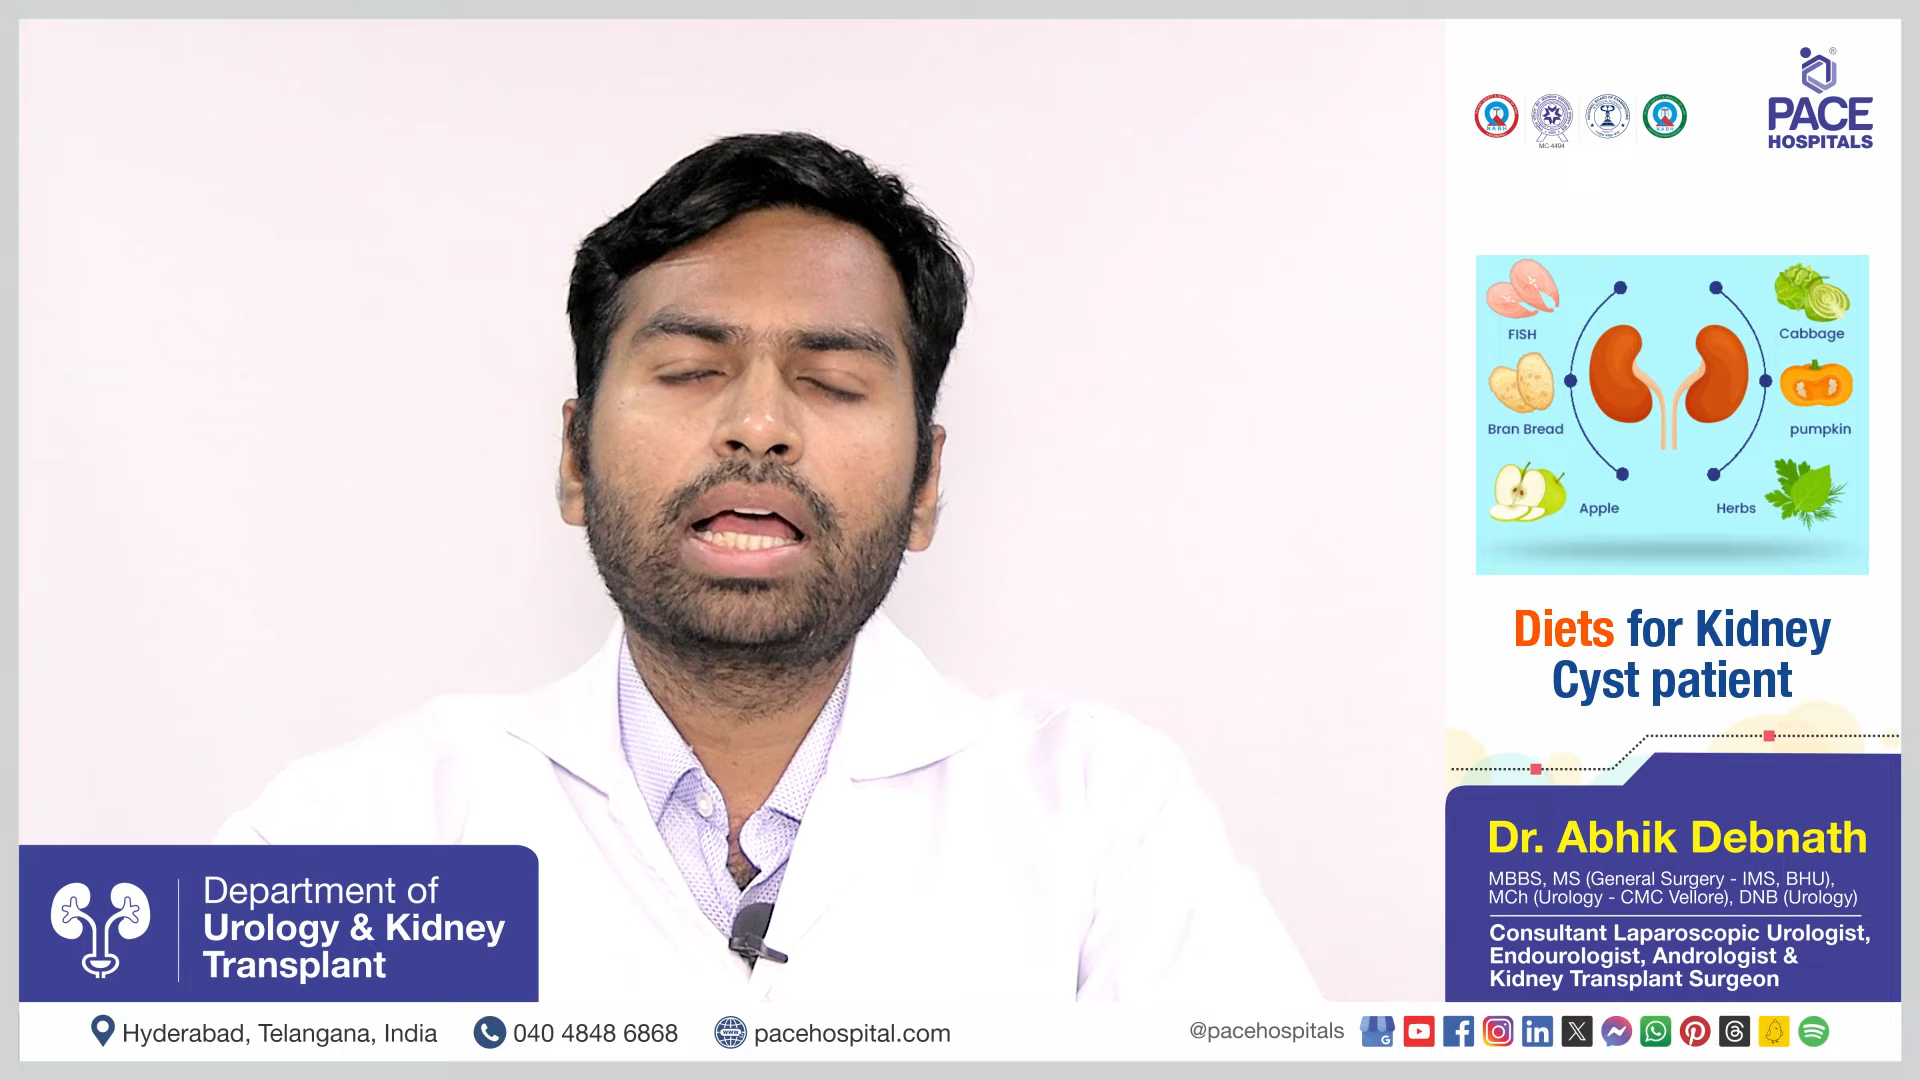 MC-4494
®
PACE
HOSPITALS
FISH
Cabbage
Bran Bread
pumpkin
Apple
Herbs
Diets for Kidney
Cyst patient
Dr. Abhik Debnath
MBBS, MS (General Surgery - IMS, BHU),
MCh (Urology - CMC Vellore), DNB (Urology)
Consultant Laparoscopic Urologist,
Endourologist, Andrologist &
Kidney Transplant Surgeon
Department of
Urology & Kidney
Transplant
Hyderabad, Telangana, India
040 4848 6868
pacehospital.com
@pacehospitals